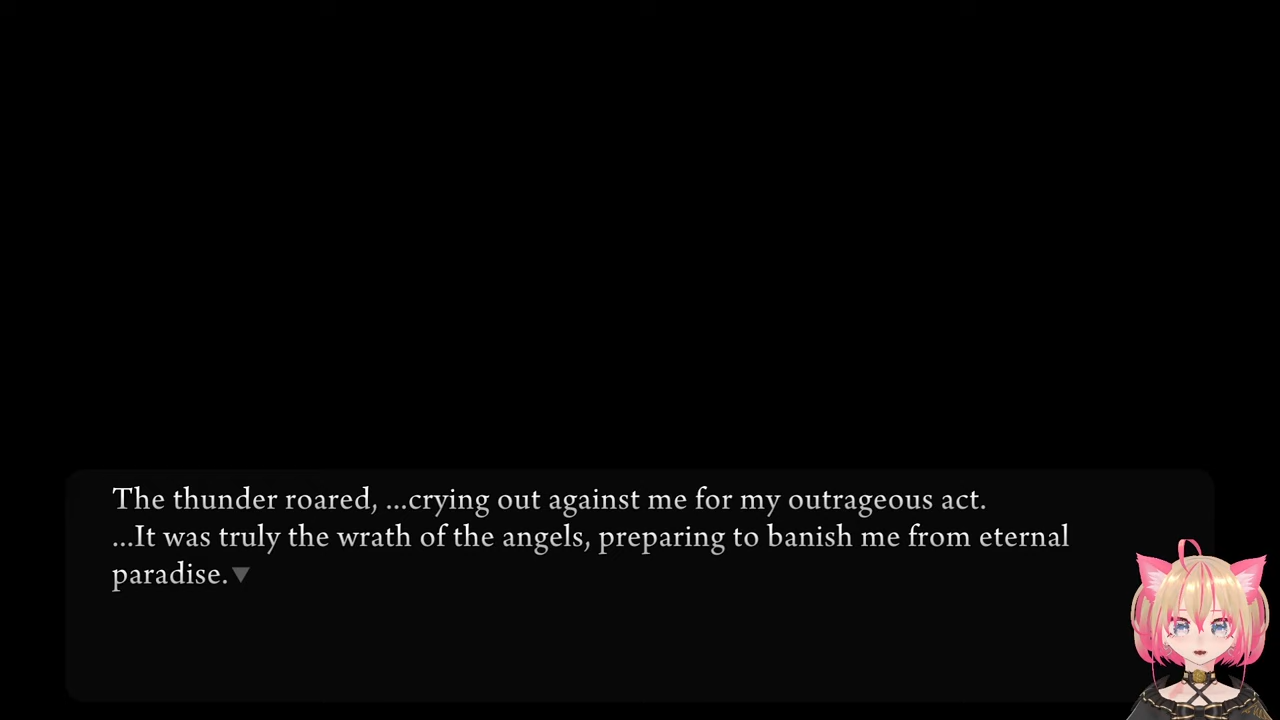 The thunder roared, ...crying out against me for my outrageous act.
...It was truly the wrath of the angels, preparing to banish me from eternal
paradise.